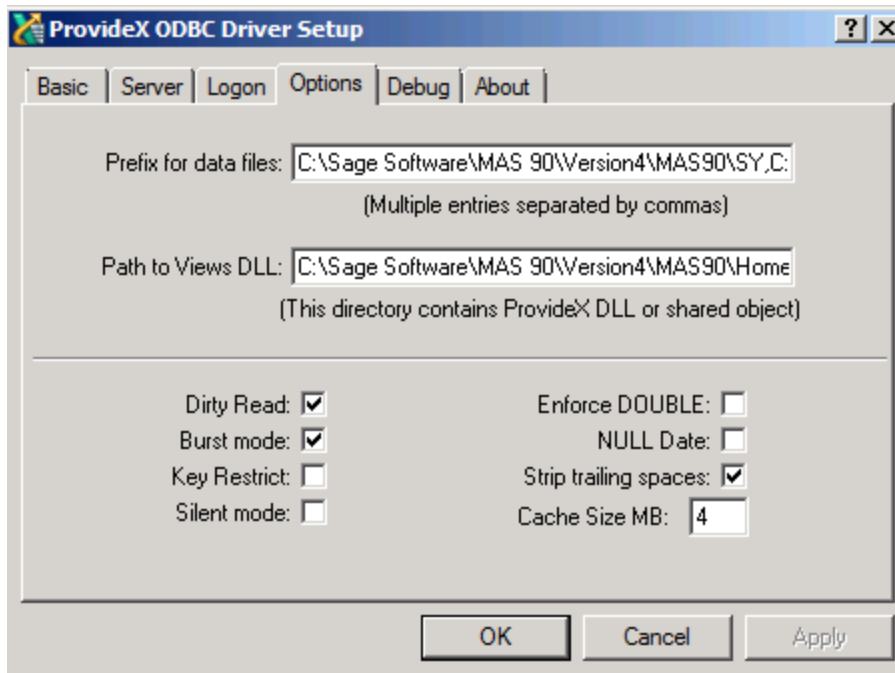 ProvideX ODBC Driver Setup
Basic Server Logon Options Debug About
Prefix for data files: C:\Sage Software\MAS 90\Version4\MAS90\SY,C:
(Multiple entries separated by commas)
Path to Views DLL: C:\Sage Software\MAS 90\Version4\MAS90\Home
(This directory contains ProvideX DLL or shared object)
Dirty Read: Enforce DOUBLE:
Burst mode: NULL Date:
Key Restrict: Strip trailing spaces:
Silent mode: Cache Size MB: 4
OK Cancel Apply